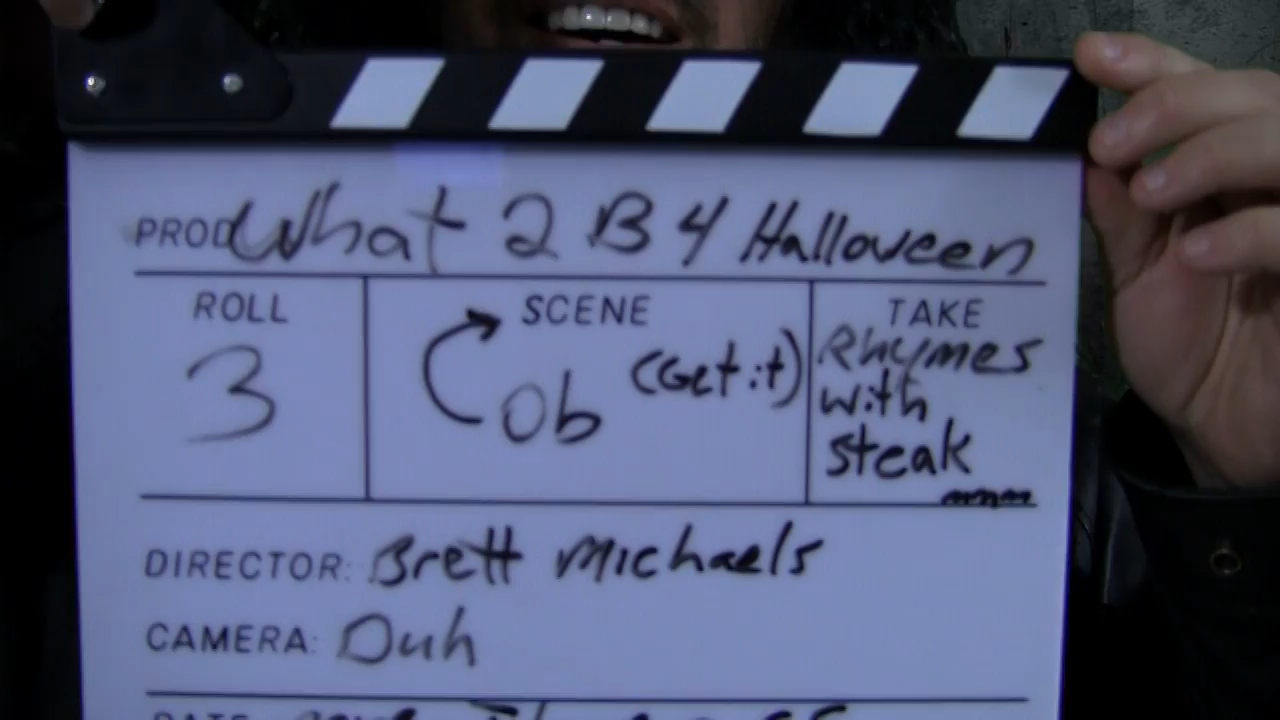 PROD What 2 B 4 Halloween
ROLL
3
SCENE
Ob (Get it)
TAKE
Rhymes
with
steak
DIRECTOR: Brett Michaels
CAMERA: Duh